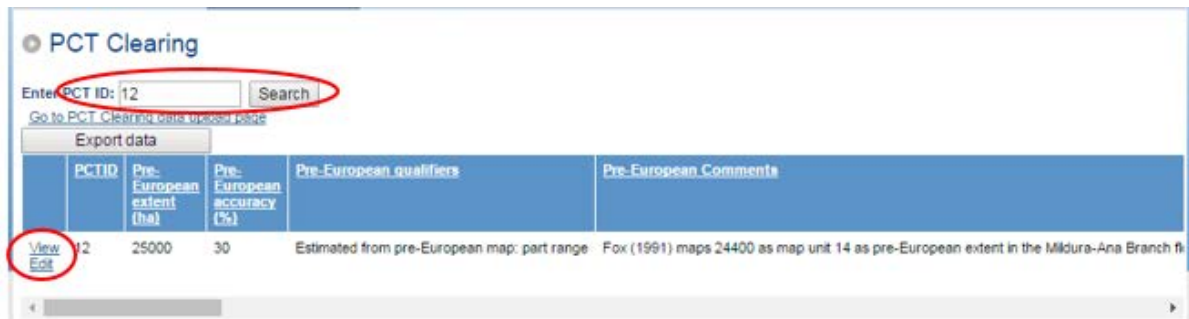 PCT Clearing
Enter PCT ID: 12 Search
Go to PCT Clearing data upload page
Export data
PCTID Pre-European extent (ha) Pre-European accuracy (%) Pre-European qualifiers Pre-European Comments
View 12 25000 30 Estimated from pre-European map: part range Fox (1991) maps 24400 as map unit 14 as pre-European extent in the Mildura-Ana Branch
Edit